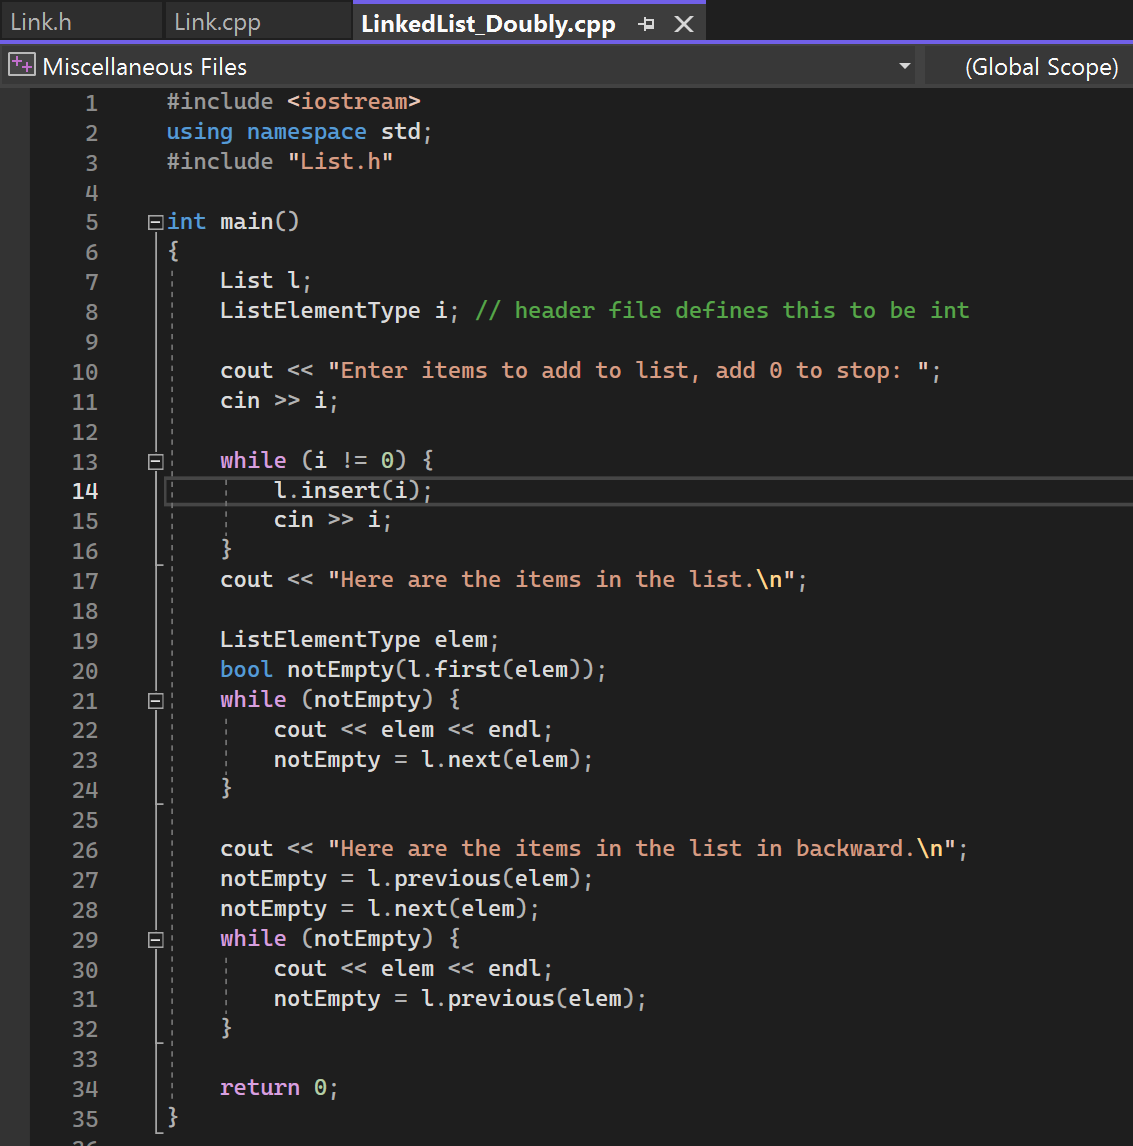 Link.h Link.cpp LinkedList_Doubly.cpp
Miscellaneous Files (Global Scope)
1 #include <iostream>
2 using namespace std;
3 #include "List.h"
4
5 int main()
6 {
7 List l;
8 ListElementType i; // header file defines this to be int
9
10 cout << "Enter items to add to list, add 0 to stop: ";
11 cin >> i;
12
13 while (i != 0) {
14 l.insert(i);
15 cin >> i;
16 }
17 cout << "Here are the items in the list.\n";
18
19 ListElementType elem;
20 bool notEmpty(l.first(elem));
21 while (notEmpty) {
22 cout << elem << endl;
23 notEmpty = l.next(elem);
24 }
25
26 cout << "Here are the items in the list in backward.\n";
27 notEmpty = l.previous(elem);
28 notEmpty = l.next(elem);
29 while (notEmpty) {
30 cout << elem << endl;
31 notEmpty = l.previous(elem);
32 }
33
34 return 0;
35 }